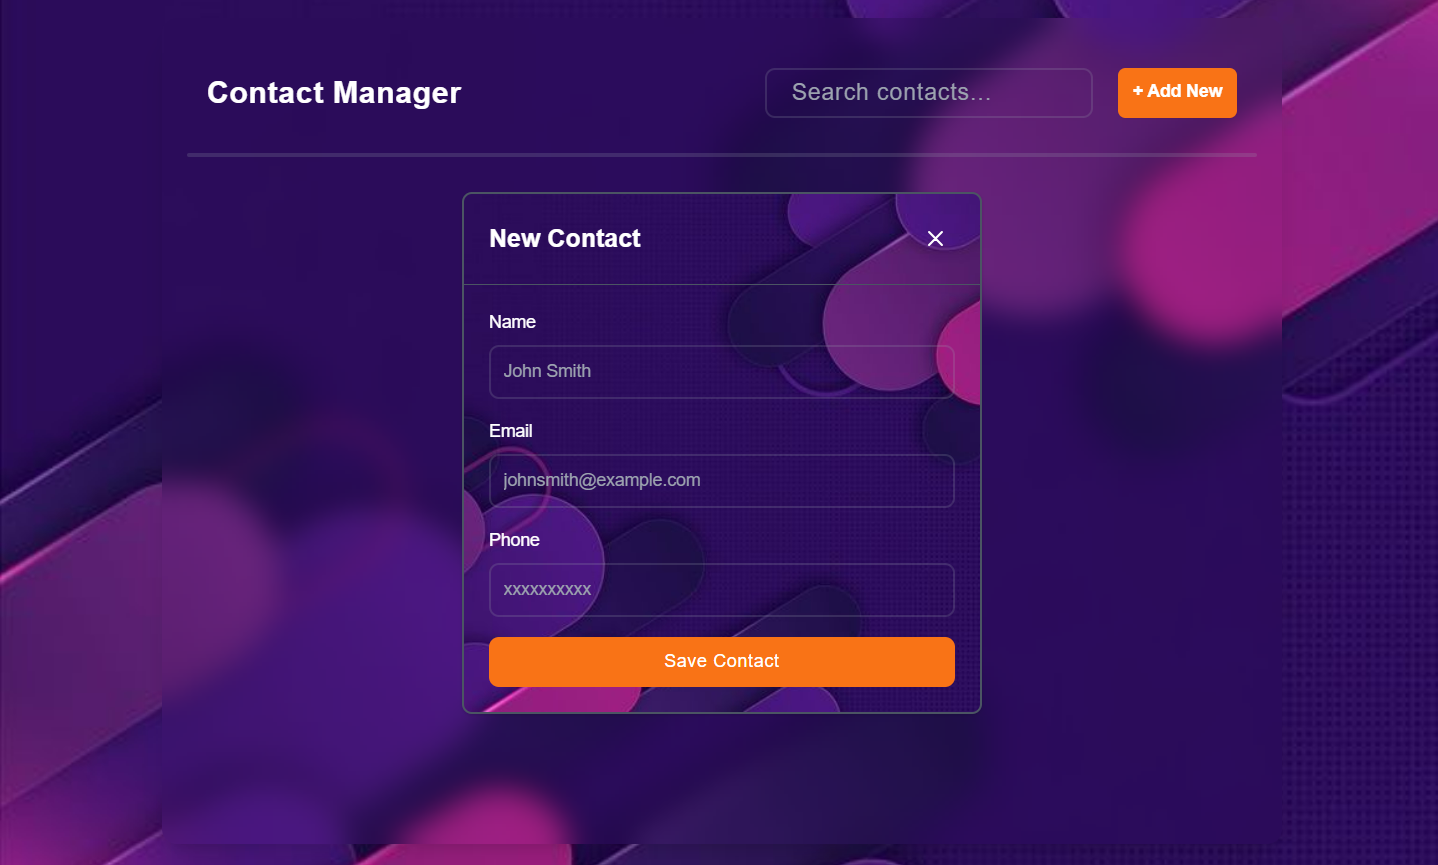 Contact Manager
Search contacts...
+ Add New
New Contact
Name
John Smith
Email
johnsmith@example.com
Phone
xxxxxxxxxx
Save Contact